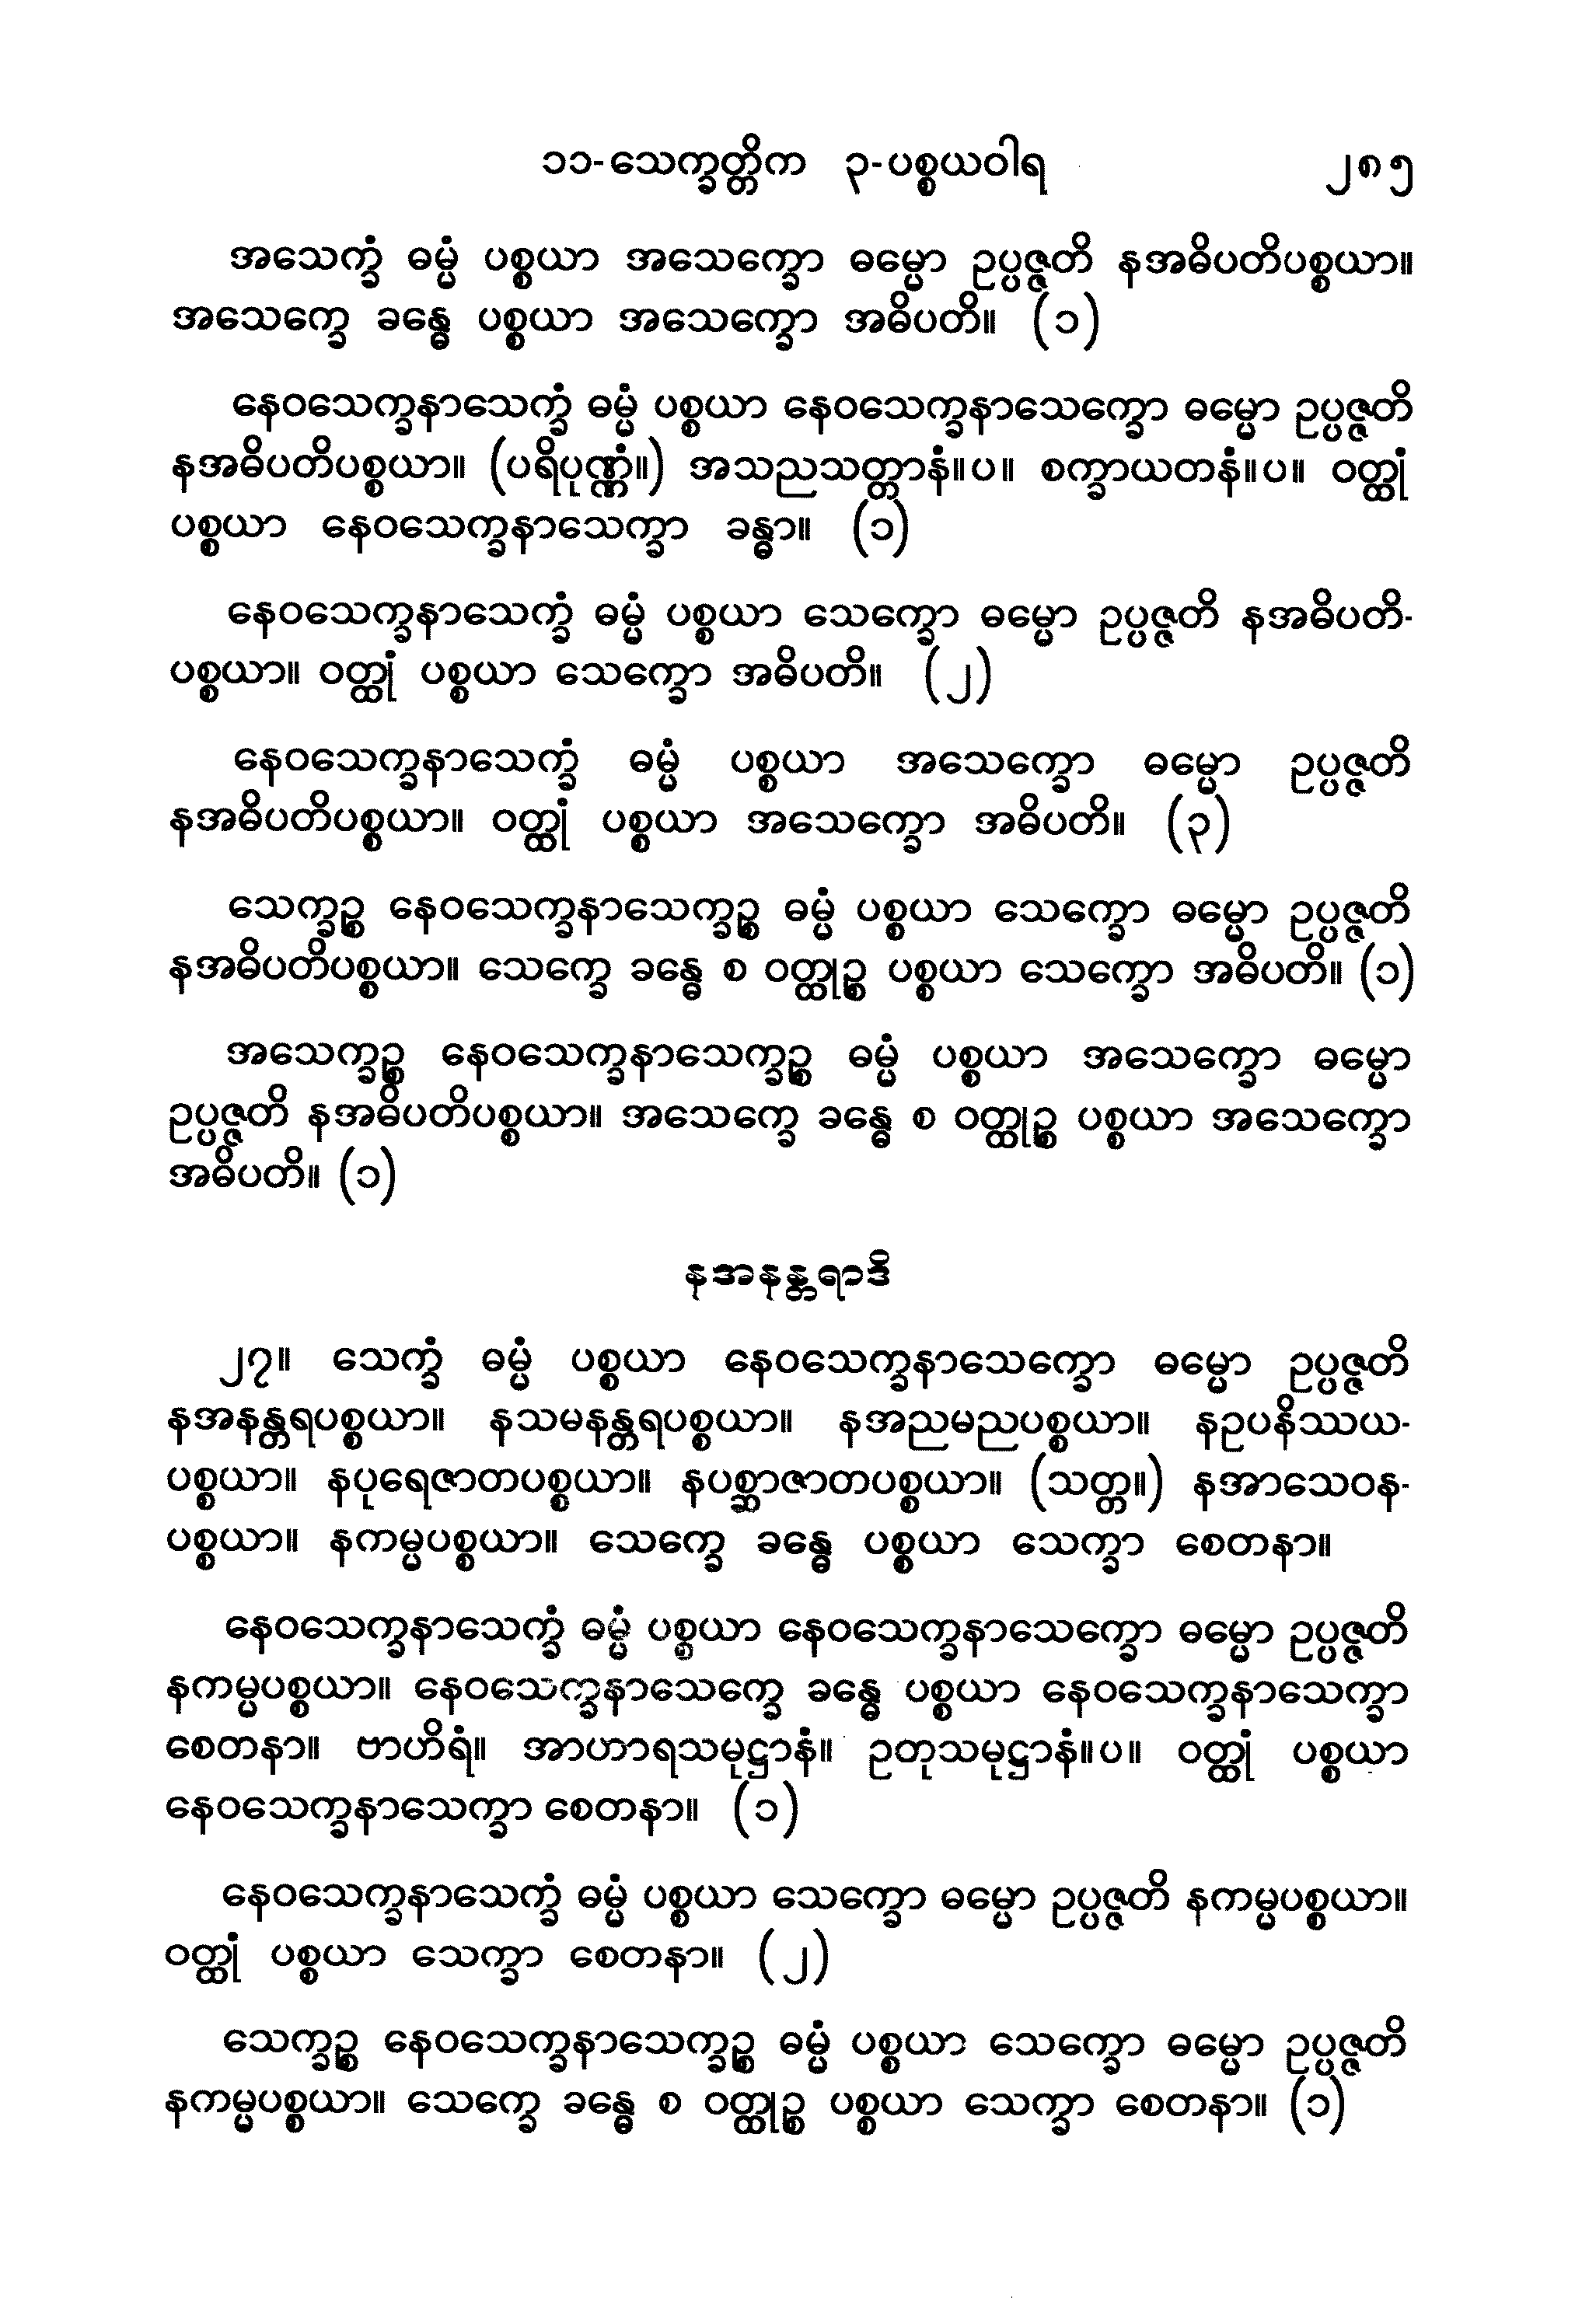 ၁၁-သေက္ခတ္တိက ၃-ပစ္စယဝါရ ၂၈၅
အသေက္ခံ ဓမ္မံ ပစ္စယာ အသေက္ခော ဓမ္မော ဥပ္ပဇ္ဇတိ နအဓိပတိပစ္စယာ။
အသေက္ခေ ခန္ဓေ ပစ္စယာ အသေက္ခော အဓိပတိ။ (၁)
နေဝသေက္ခနာသေက္ခံ ဓမ္မံ ပစ္စယာ နေဝသေက္ခနာသေက္ခော ဓမ္မော ဥပ္ပဇ္ဇတိ
နအဓိပတိပစ္စယာ။ (ပရိပုဏ္ဏံ။) အသညသတ္တာနံ။ပ။ စက္ခာယတနံ။ပ။ ဝတ္ထုံ
ပစ္စယာ နေဝသေက္ခနာသေက္ခာ ခန္ဓာ။ (၁)
နေဝသေက္ခနာသေက္ခံ ဓမ္မံ ပစ္စယာ သေက္ခော ဓမ္မော ဥပ္ပဇ္ဇတိ နအဓိပတိ-
ပစ္စယာ။ ဝတ္ထုံ ပစ္စယာ သေက္ခော အဓိပတိ။ (၂)
နေဝသေက္ခနာသေက္ခံ ဓမ္မံ ပစ္စယာ အသေက္ခော ဓမ္မော ဥပ္ပဇ္ဇတိ
နအဓိပတိပစ္စယာ။ ဝတ္ထုံ ပစ္စယာ အသေက္ခော အဓိပတိ။ (၃)
သေက္ခဉ္စ နေဝသေက္ခနာသေက္ခဉ္စ ဓမ္မံ ပစ္စယာ သေက္ခော ဓမ္မော ဥပ္ပဇ္ဇတိ
နအဓိပတိပစ္စယာ။ သေက္ခေ ခန္ဓေ စ ဝတ္ထုဉ္စ ပစ္စယာ သေက္ခော အဓိပတိ။ (၁)
အသေက္ခဉ္စ နေဝသေက္ခနာသေက္ခဉ္စ ဓမ္မံ ပစ္စယာ အသေက္ခော ဓမ္မော
ဥပ္ပဇ္ဇတိ နအဓိပတိပစ္စယာ။ အသေက္ခေ ခန္ဓေ စ ဝတ္ထုဉ္စ ပစ္စယာ အသေက္ခော
အဓိပတိ။ (၁)
နအနန္တရာဒိ
၂၇။ သေက္ခံ ဓမ္မံ ပစ္စယာ နေဝသေက္ခနာသေက္ခော ဓမ္မော ဥပ္ပဇ္ဇတိ
နအနန္တရပစ္စယာ။ နသမနန္တရပစ္စယာ။ နအညမညပစ္စယာ။ နဥပနိဿယ-
ပစ္စယာ။ နပုရေဇာတပစ္စယာ။ နပစ္ဆာဇာတပစ္စယာ။ (သတ္တ။) နအာသေဝန-
ပစ္စယာ။ နကမ္မပစ္စယာ။ သေက္ခေ ခန္ဓေ ပစ္စယာ သေက္ခာ စေတနာ။
နေဝသေက္ခနာသေက္ခံ ဓမ္မံ ပစ္စယာ နေဝသေက္ခနာသေက္ခော ဓမ္မော ဥပ္ပဇ္ဇတိ
နကမ္မပစ္စယာ။ နေဝသေက္ခနာသေက္ခေ ခန္ဓေ ပစ္စယာ နေဝသေက္ခနာသေက္ခာ
စေတနာ။ ဗာဟိရံ။ အာဟာရသမုဋ္ဌာနံ။ ဥတုသမုဋ္ဌာနံ။ပ။ ဝတ္ထုံ ပစ္စယာ
နေဝသေက္ခနာသေက္ခာ စေတနာ။ (၁)
နေဝသေက္ခနာသေက္ခံ ဓမ္မံ ပစ္စယာ သေက္ခော ဓမ္မော ဥပ္ပဇ္ဇတိ နကမ္မပစ္စယာ။
ဝတ္ထုံ ပစ္စယာ သေက္ခာ စေတနာ။ (၂)
သေက္ခဉ္စ နေဝသေက္ခနာသေက္ခဉ္စ ဓမ္မံ ပစ္စယာ သေက္ခော ဓမ္မော ဥပ္ပဇ္ဇတိ
နကမ္မပစ္စယာ။ သေက္ခေ ခန္ဓေ စ ဝတ္ထုဉ္စ ပစ္စယာ သေက္ခာ စေတနာ။ (၁)